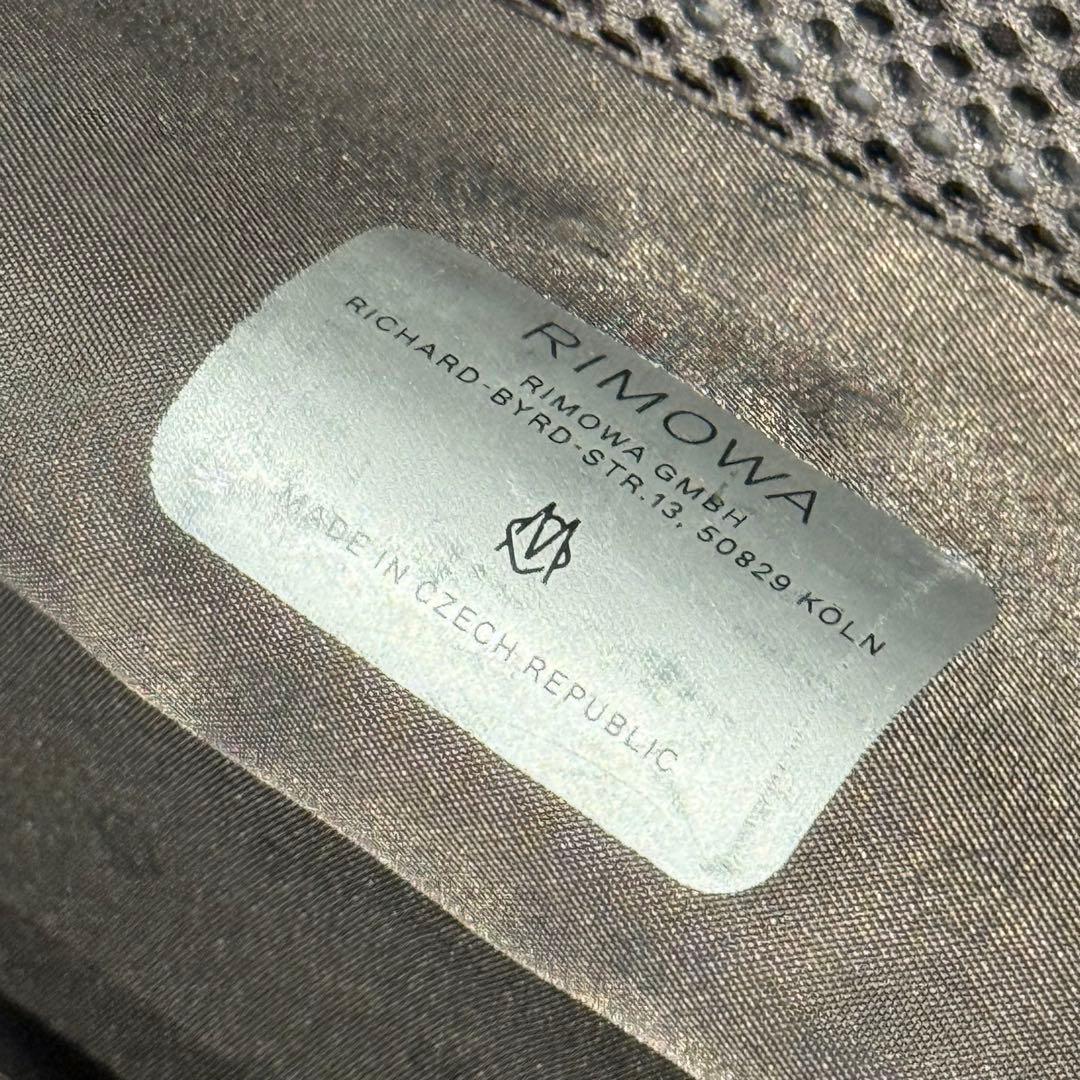 RIMOWA
RIMOWA GMBH
RICHARD-BYRD-STR.13, 50829 KÖLN
MADE IN CZECH REPUBLIC